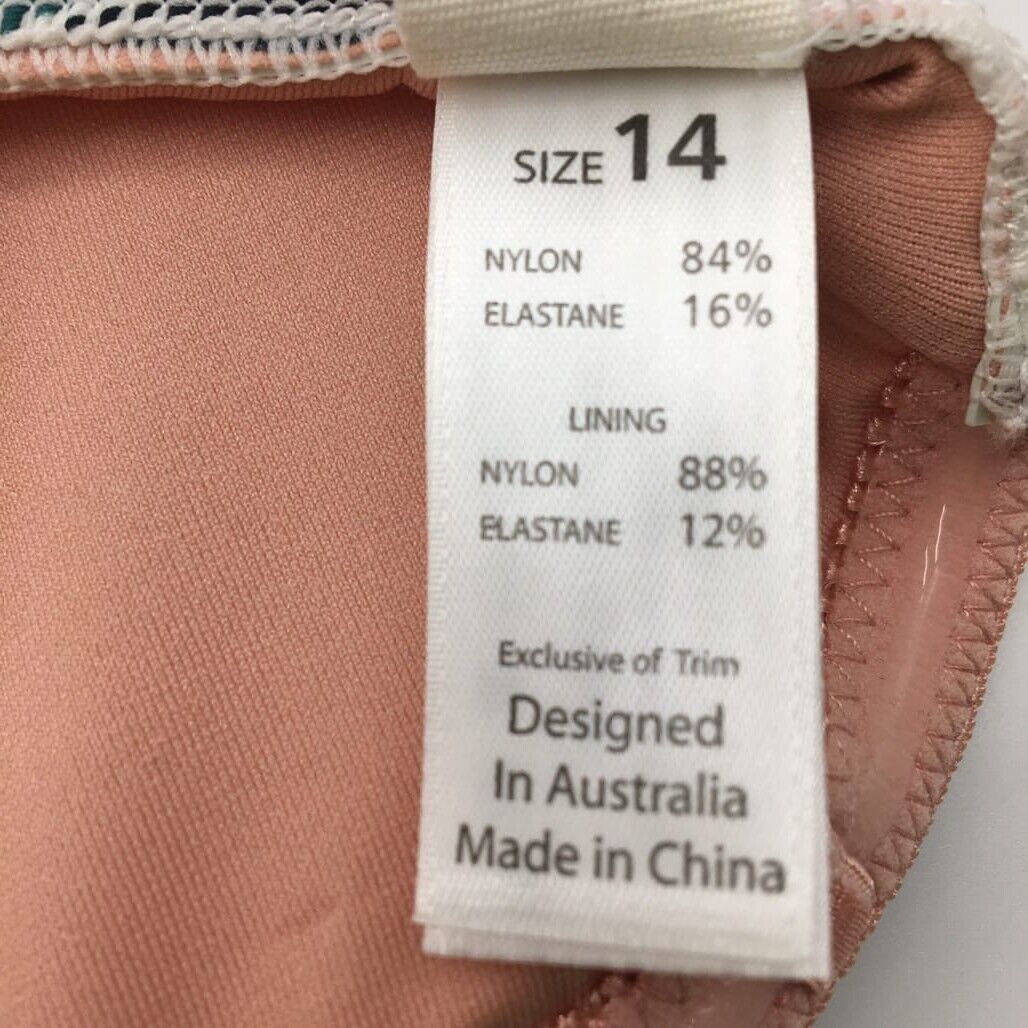 SIZE 14
NYLON 84%
ELASTANE 16%
LINING
NYLON 88%
ELASTANE 12%
Exclusive of Trim
Designed
In Australia
Made in China